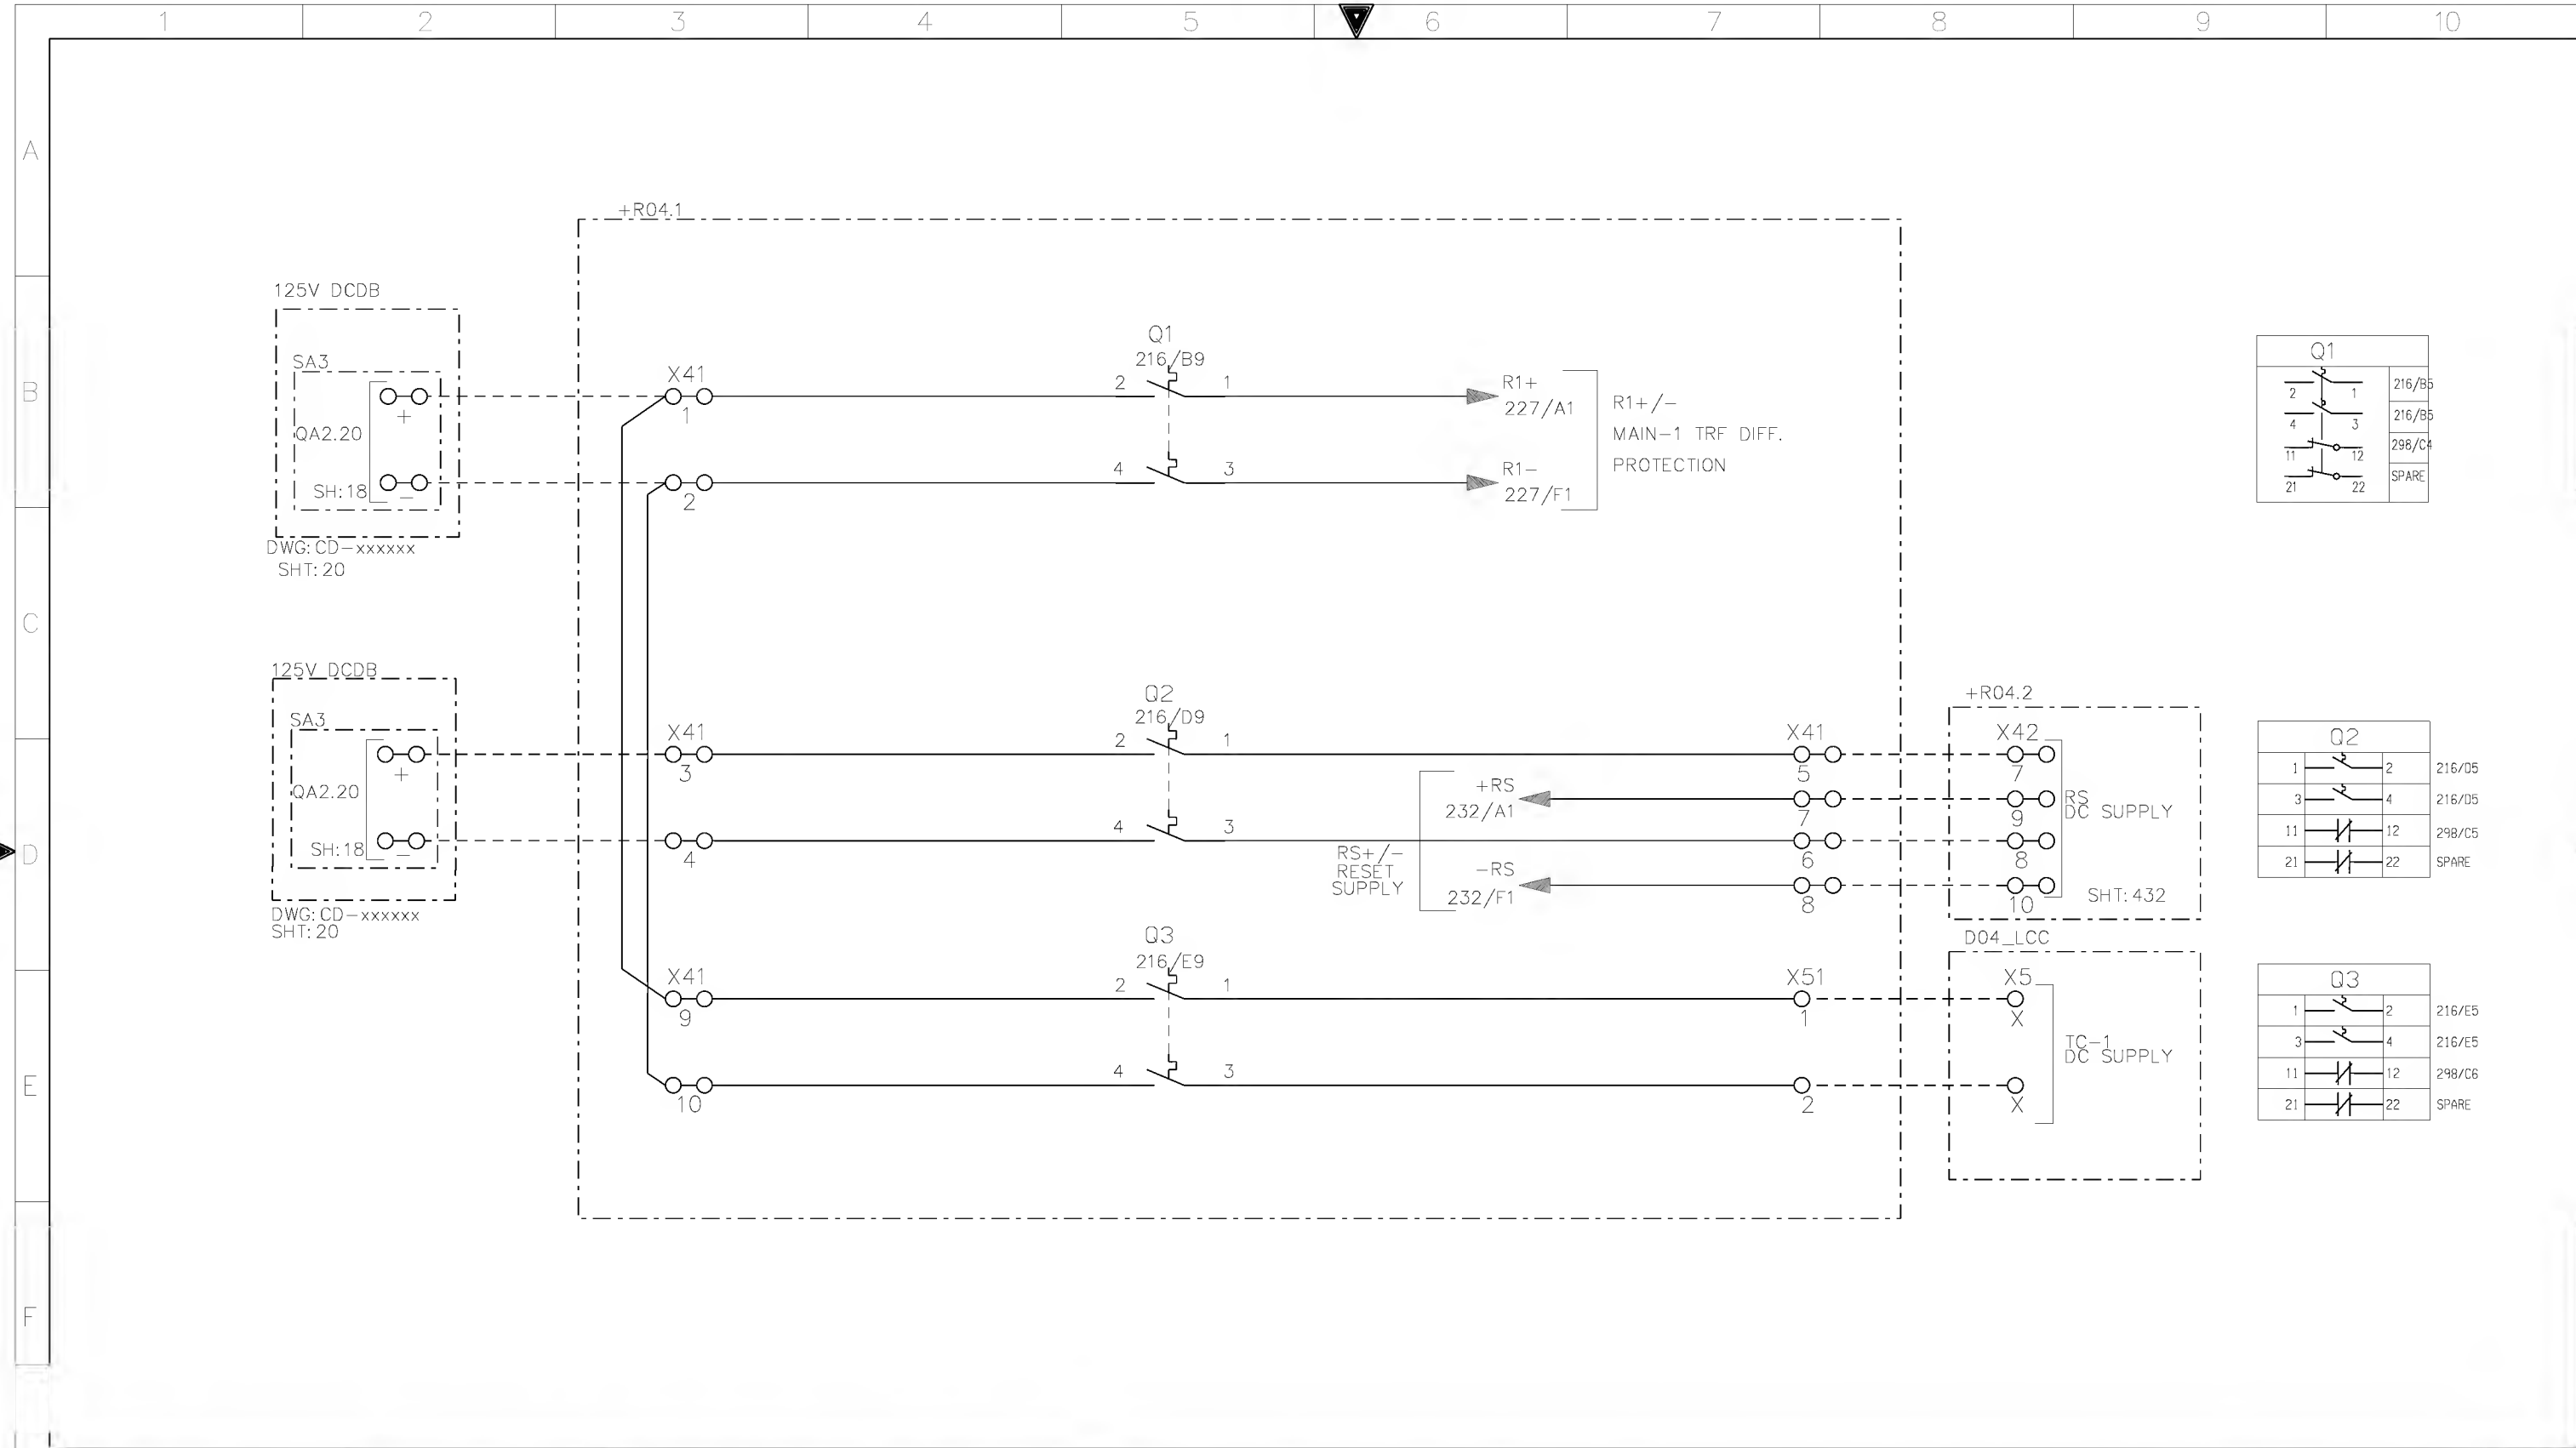 1 2 3 4 5 6 7 8 9 10
A
B
C
D
E
F
+R04.1
125V DCDB
SA3
+
QA2.20
SH:18
−
DWG:CD-xxxxxx
SHT:20
X41
1
2
Q1
216/B9
2 1
4 3
R1+
227/A1
R1-
227/F1
R1+/-
MAIN-1 TRF DIFF.
PROTECTION
Q1
2 1 216/B5
4 3 216/B5
11 12 298/C4
21 22 SPARE
125V DCDB
SA3
+
QA2.20
SH:18
−
DWG:CD-xxxxxx
SHT:20
X41
3
4
Q2
216/D9
2 1
4 3
+RS
232/A1
RS+/-
RESET
SUPPLY
-RS
232/F1
X41
5
7
6
8
+R04.2
X42
7
9
8
10
RS
DC SUPPLY
SHT:432
Q2
1 2 216/D5
3 4 216/D5
11 12 298/C5
21 22 SPARE
X41
9
10
Q3
216/E9
2 1
4 3
X51
1
2
D04_LCC
X5
X
X
TC-1
DC SUPPLY
Q3
1 2 216/E5
3 4 216/E5
11 12 298/C6
21 22 SPARE